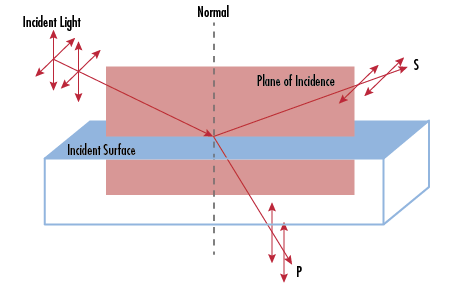 Normal
Incident Light
S
Plane of Incidence
Incident Surface
P